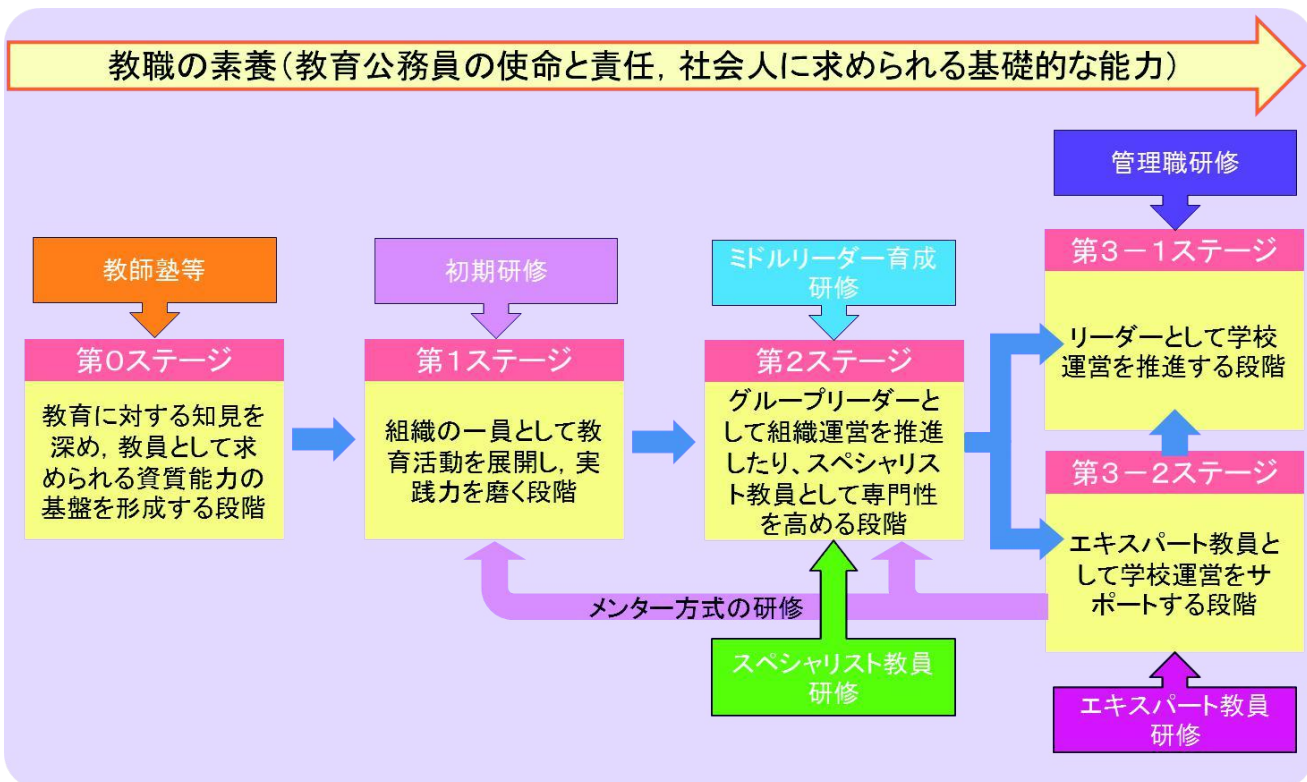 教職の素養（教育公務員の使命と責任，社会人に求められる基礎的な能力）
管理職研修
教師塾等
初期研修
ミドルリーダー育成
研修
第３－１ステージ
リーダーとして学校
運営を推進する段階
第０ステージ
教育に対する知見を
深め，教員として求
められる資質能力の
基盤を形成する段階
第１ステージ
組織の一員として教
育活動を展開し，実
践力を磨く段階
第２ステージ
グループリーダーと
して組織運営を推進
したり、スペシャリス
ト教員として専門性
を高める段階
第３－２ステージ
エキスパート教員と
して学校運営をサ
ポートする段階
メンター方式の研修
スペシャリスト教員
研修
エキスパート教員
研修